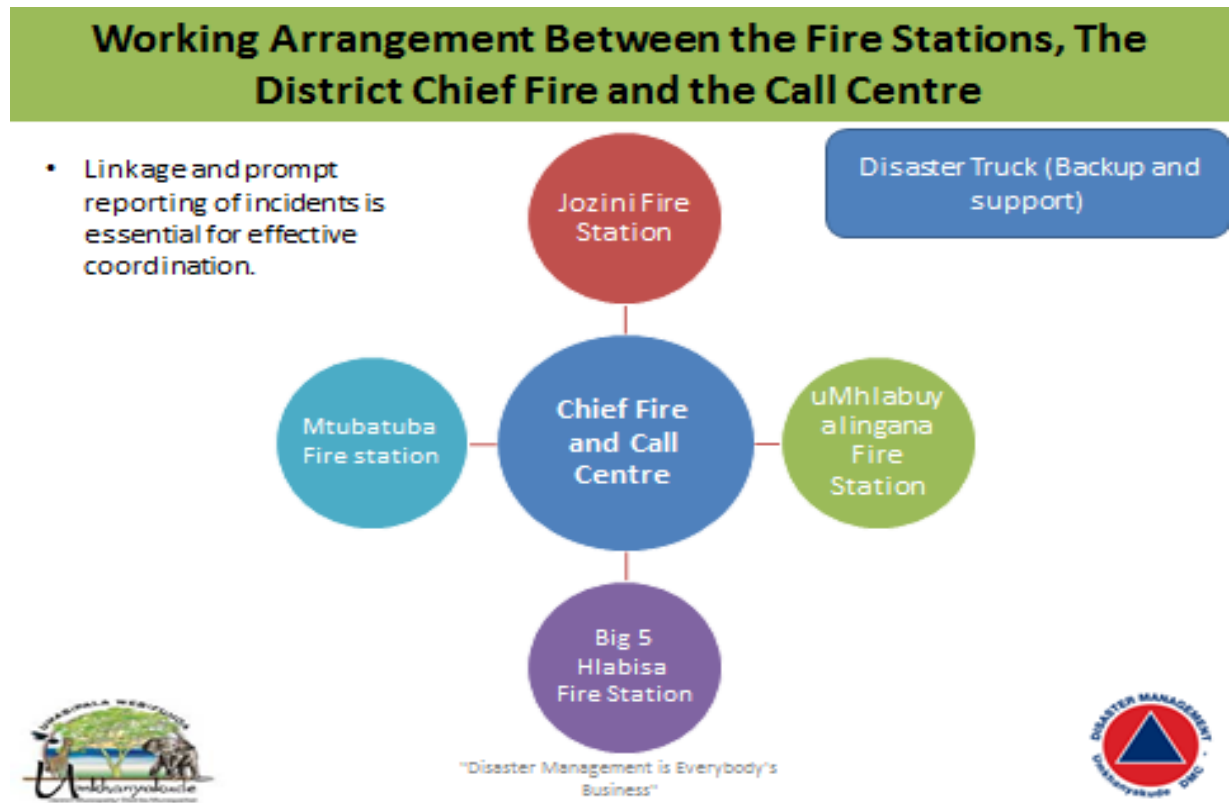 Working Arrangement Between the Fire Stations, The
District Chief Fire and the Call Centre
• Linkage and prompt
reporting of incidents is
essential for effective
coordination.
Disaster Truck (Backup and
support)
Jozini Fire
Station
Mtubatuba
Fire station
Chief Fire
and Call
Centre
uMhlabuy
alingana
Fire
Station
Big 5
Hlabisa
Fire Station
"Disaster Management is Everybody's
Business"
Umkhanyakude
DISASTER MANAGEMENT
Umkhanyakude DMC